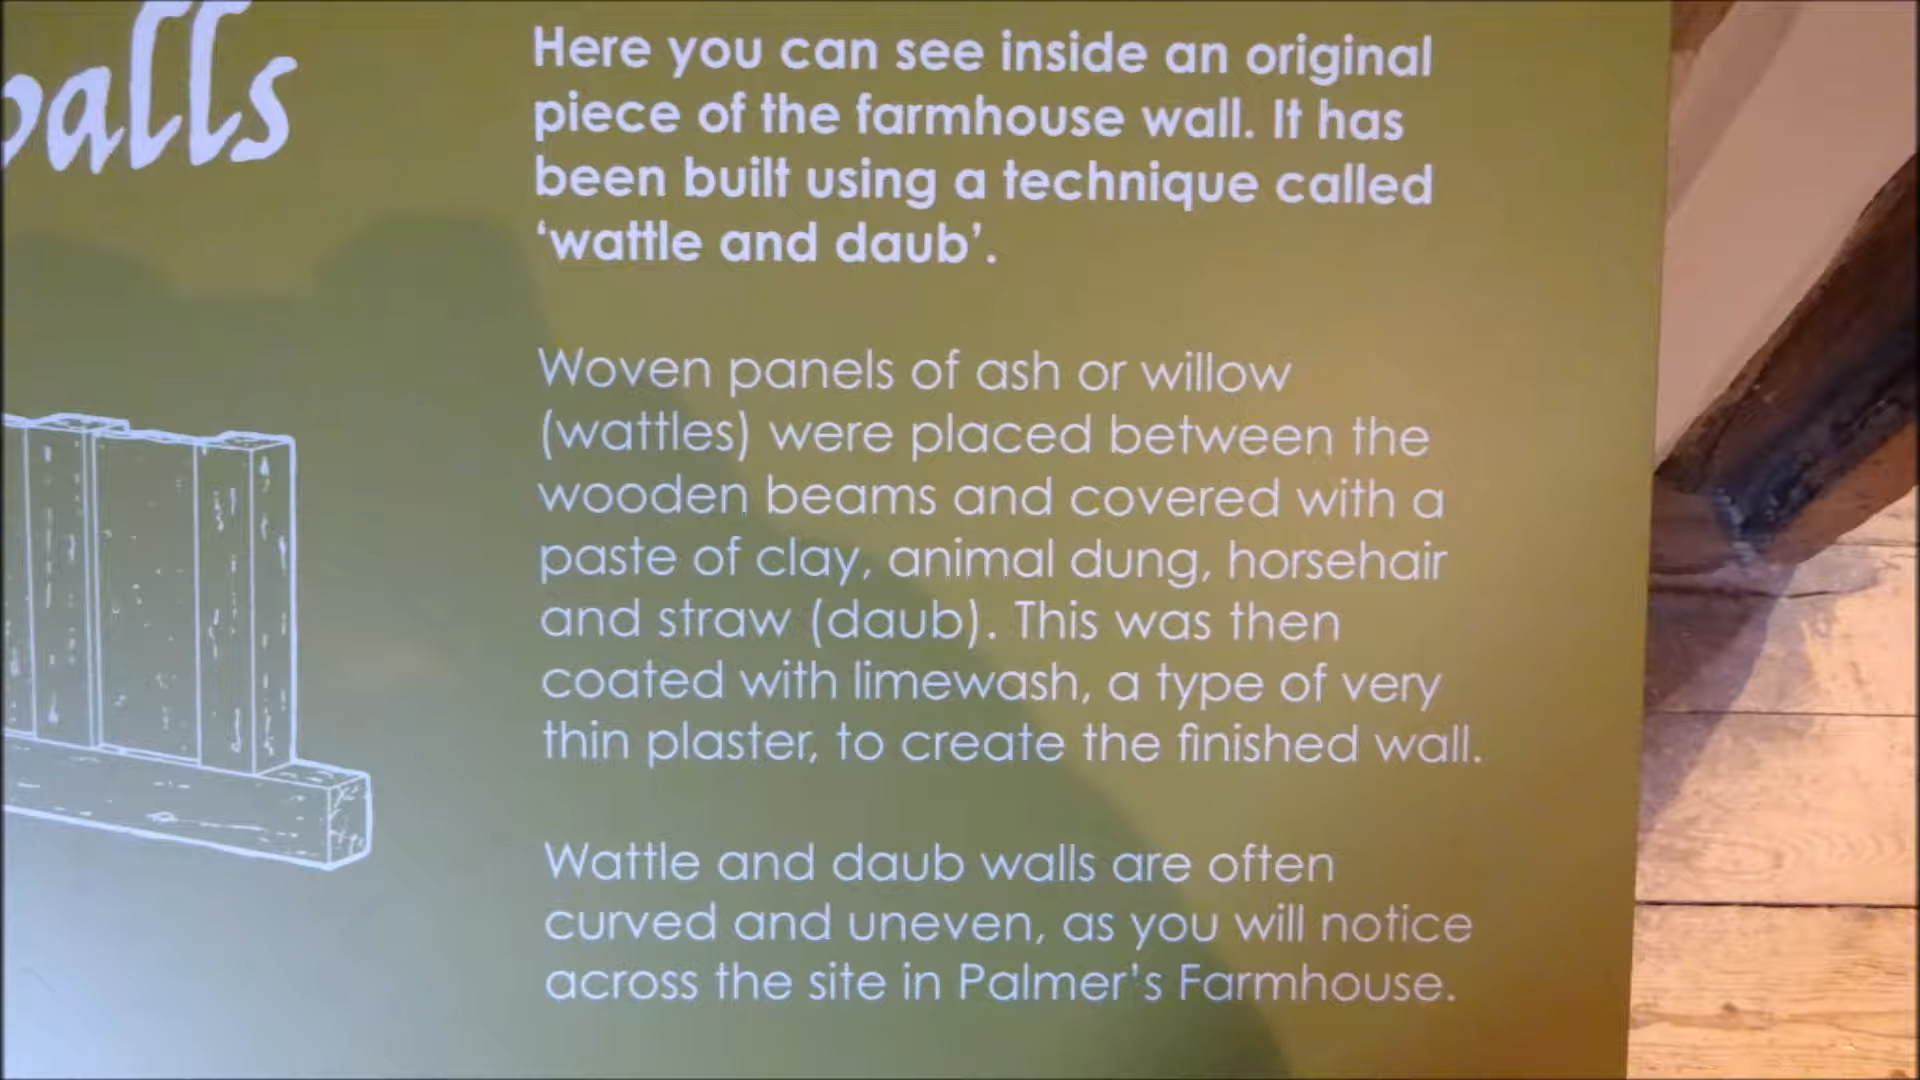 walls
Here you can see inside an original
piece of the farmhouse wall. It has
been built using a technique called
‘wattle and daub’.
Woven panels of ash or willow
(wattles) were placed between the
wooden beams and covered with a
paste of clay, animal dung, horsehair
and straw (daub). This was then
coated with limewash, a type of very
thin plaster, to create the finished wall.
Wattle and daub walls are often
curved and uneven, as you will notice
across the site in Palmer’s Farmhouse.